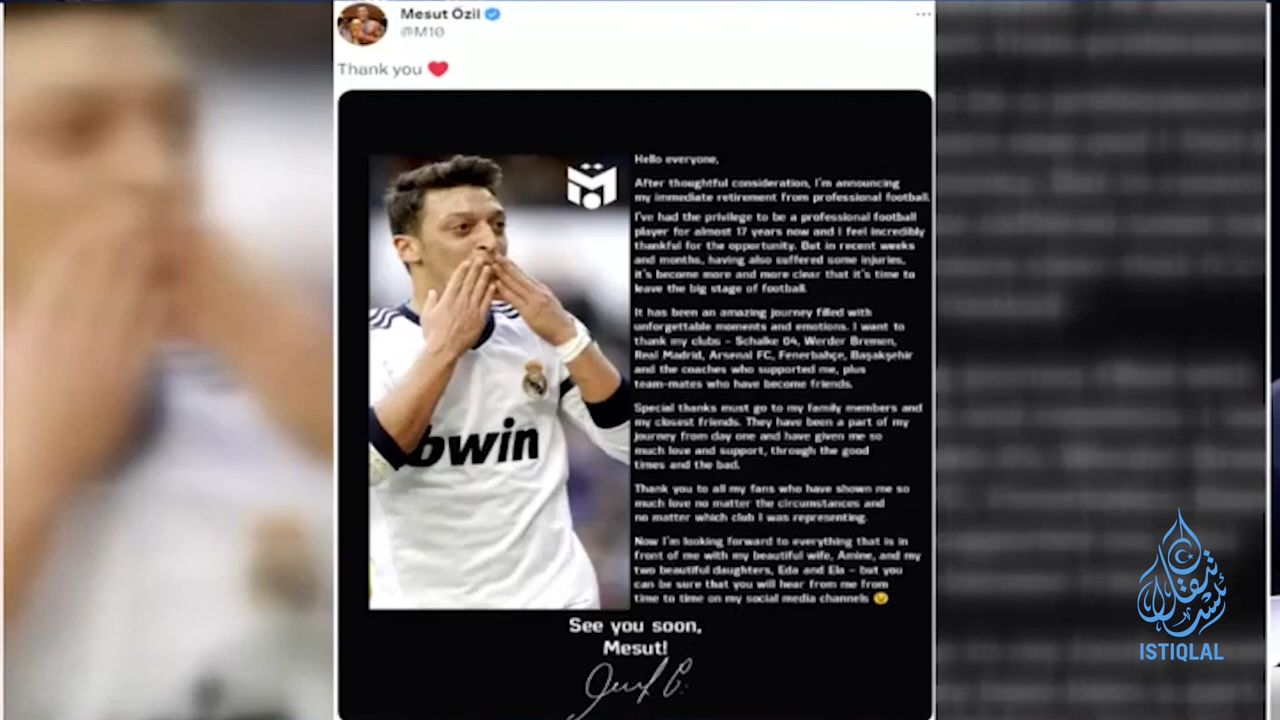 Mesut Özil
@M10
Thank you ❤️
Hello everyone,
After thoughtful consideration, I'm announcing
my immediate retirement from professional football.
I've had the privilege to be a professional football
player for almost 17 years now and I feel incredibly
thankful for the opportunity. But in recent weeks
and months, having also suffered some injuries,
it's become more and more clear that it's time to
leave the big stage of football.
It has been an amazing journey filled with
unforgettable moments and emotions. I want to
thank my clubs – Schalke 04, Werder Bremen,
Real Madrid, Arsenal FC, Fenerbahçe, Başakşehir
and the coaches who supported me, plus
team-mates who have become friends.
Special thanks must go to my family members and
my closest friends. They have been a part of my
journey from day one and have given me so
much love and support, through the good
times and the bad.
Thank you to all my fans who have shown me so
much love no matter the circumstances and
no matter which club I was representing.
Now I'm looking forward to everything that is in
front of me with my beautiful wife, Amine, and my
two beautiful daughters, Eda and Ela – but you
can be sure that you will hear from me from
time to time on my social media channels 😉
bwin
See you soon,
Mesut!
ISTIQLAL